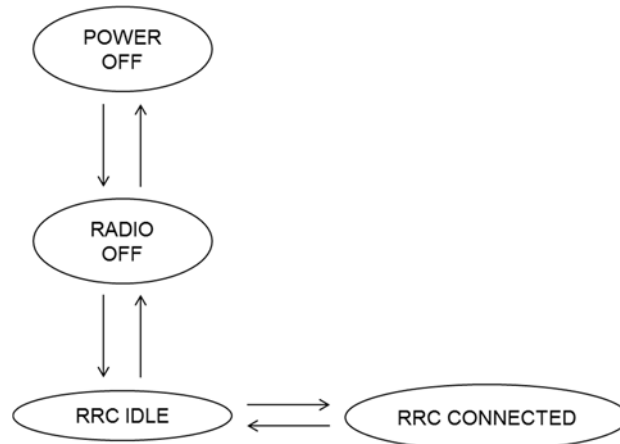 POWER
OFF
RADIO
OFF
RRC IDLE
RRC CONNECTED